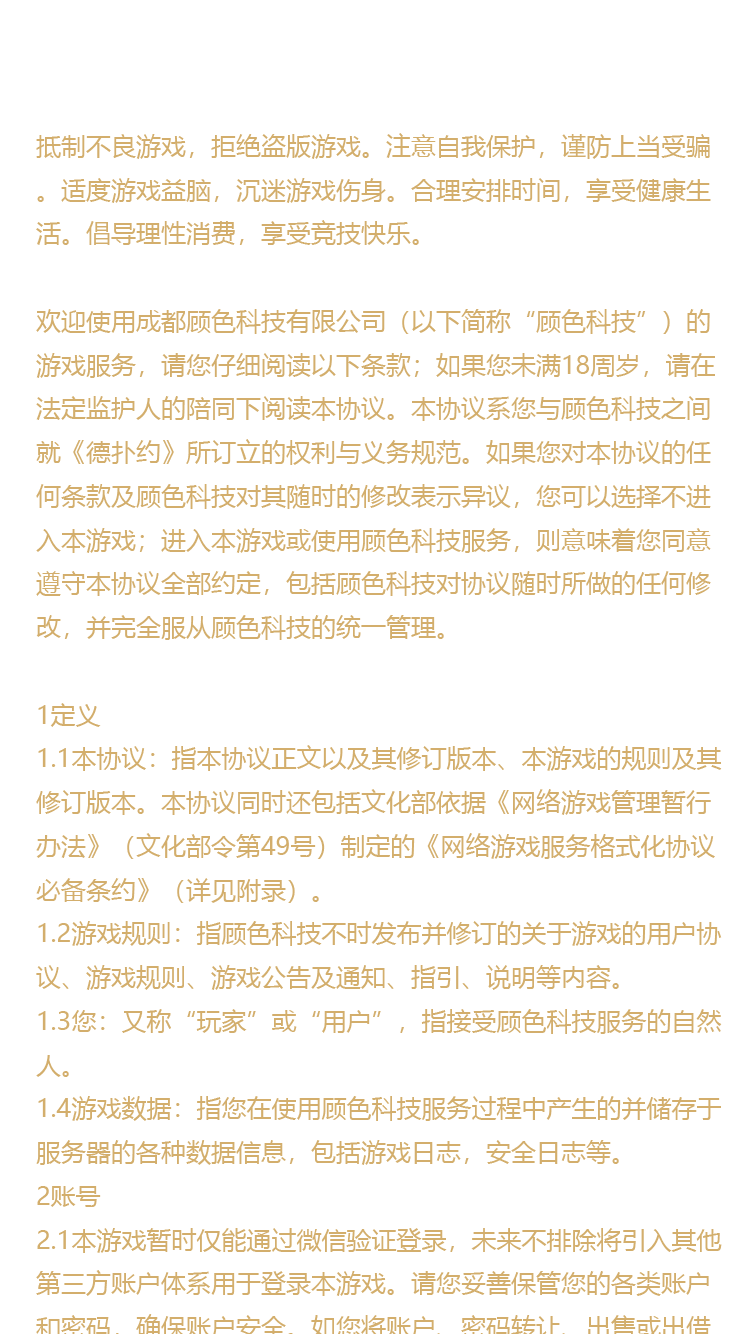 抵制不良游戏，拒绝盗版游戏。注意自我保护，谨防上当受骗
。适度游戏益脑，沉迷游戏伤身。合理安排时间，享受健康生
活。倡导理性消费，享受竞技快乐。
欢迎使用成都顾色科技有限公司（以下简称“顾色科技”）的
游戏服务，请您仔细阅读以下条款；如果您未满18周岁，请在
法定监护人的陪同下阅读本协议。本协议系您与顾色科技之间
就《德扑约》所订立的权利与义务规范。如果您对本协议的任
何条款及顾色科技对其随时的修改表示异议，您可以选择不进
入本游戏；进入本游戏或使用顾色科技服务，则意味着您同意
遵守本协议全部约定，包括顾色科技对协议随时所做的任何修
改，并完全服从顾色科技的统一管理。
1定义
1.1本协议：指本协议正文以及其修订版本、本游戏的规则及其
修订版本。本协议同时还包括文化部依据《网络游戏管理暂行
办法》（文化部令第49号）制定的《网络游戏服务格式化协议
必备条约》（详见附录）。
1.2游戏规则：指顾色科技不时发布并修订的关于游戏的用户协
议、游戏规则、游戏公告及通知、指引、说明等内容。
1.3您：又称“玩家”或“用户”，指接受顾色科技服务的自然
人。
1.4游戏数据：指您在使用顾色科技服务过程中产生的并储存于
服务器的各种数据信息，包括游戏日志，安全日志等。
2账号
2.1本游戏暂时仅能通过微信验证登录，未来不排除将引入其他
第三方账户体系用于登录本游戏。请您妥善保管您的各类账户
和密码，确保账户安全。如您将账户、密码转让、出售或出借